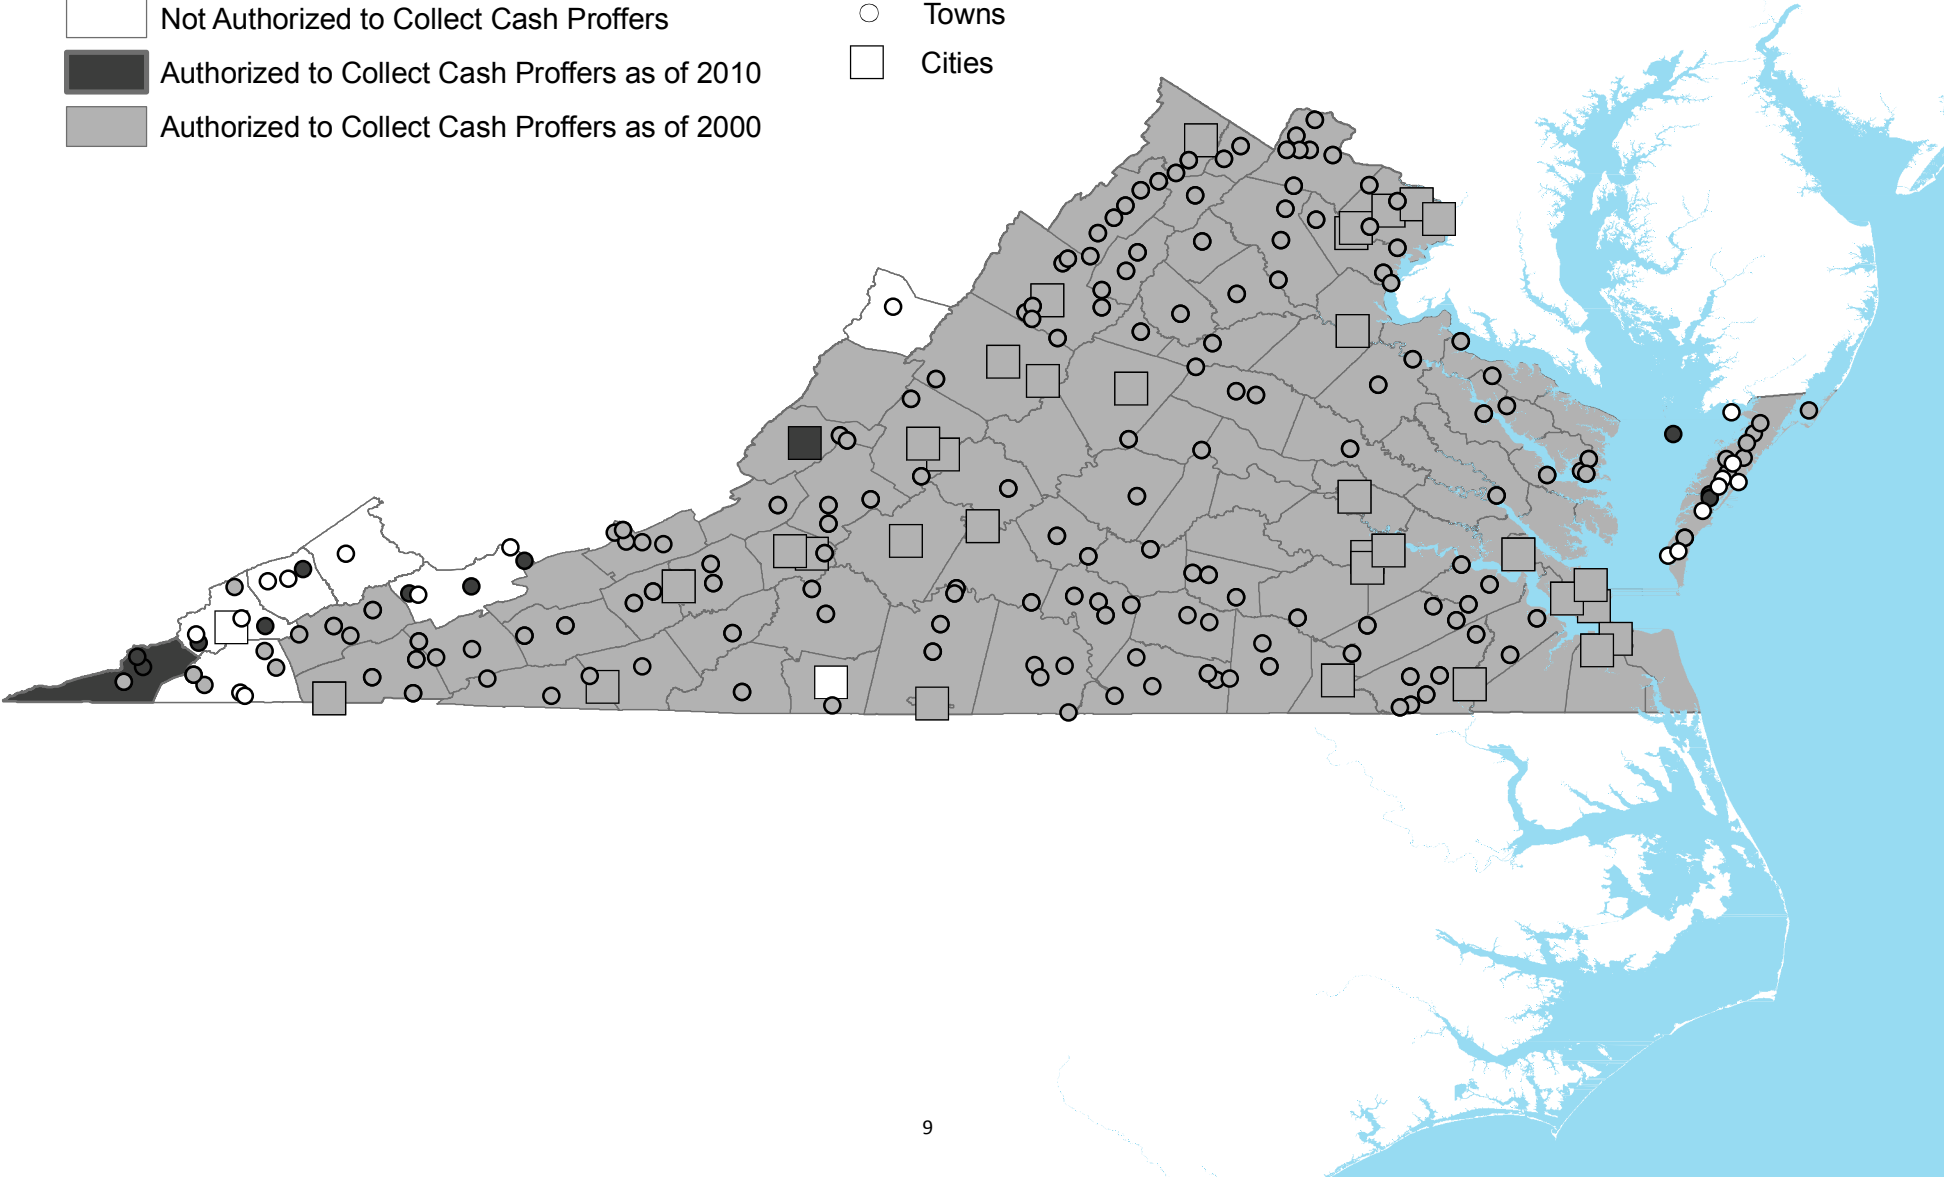 Not Authorized to Collect Cash Proffers
Authorized to Collect Cash Proffers as of 2010
Authorized to Collect Cash Proffers as of 2000
Towns
Cities
9